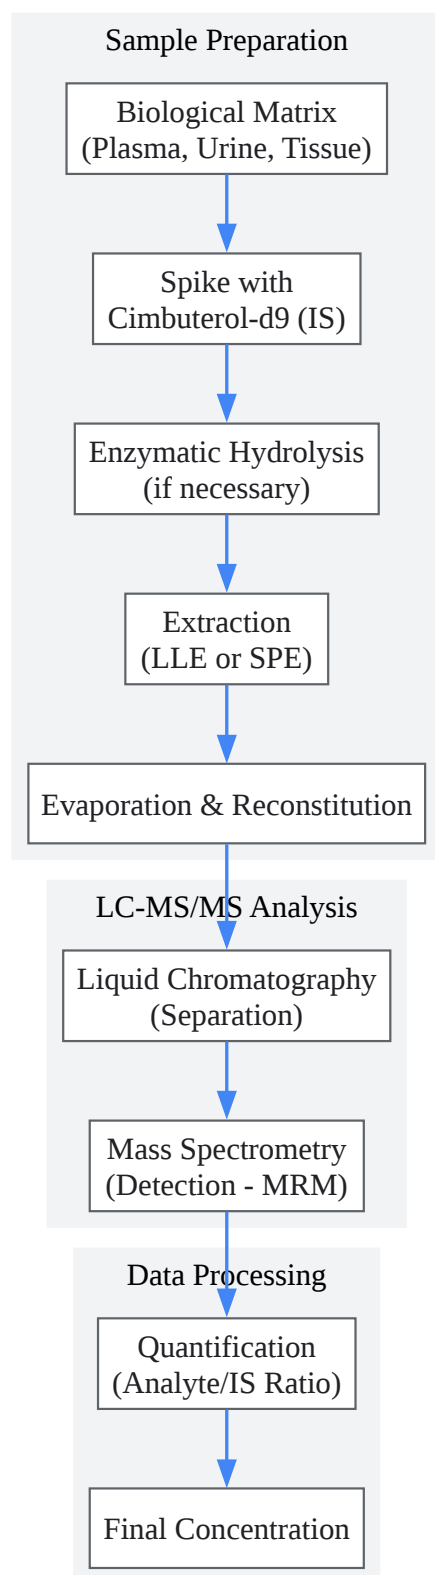 Sample Preparation
Biological Matrix
(Plasma, Urine, Tissue)
Spike with
Cimbuterol-d9 (IS)
Enzymatic Hydrolysis
(if necessary)
Extraction
(LLE or SPE)
Evaporation & Reconstitution
LC-MS/MS Analysis
Liquid Chromatography
(Separation)
Mass Spectrometry
(Detection - MRM)
Data Processing
Quantification
(Analyte/IS Ratio)
Final Concentration